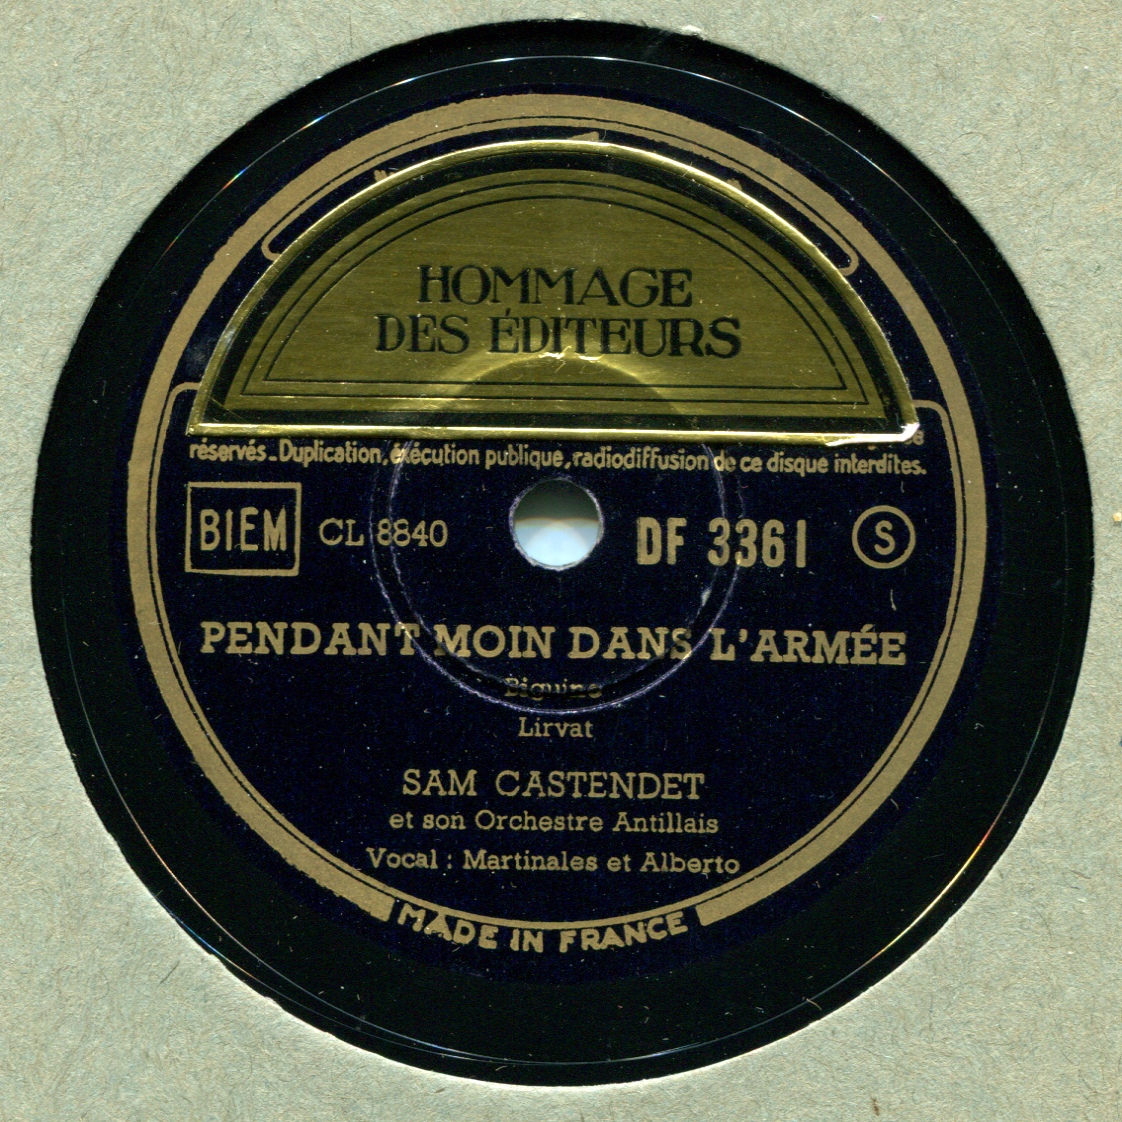 HOMMAGE
DES ÉDITEURS
réservés_Duplication, exécution publique, radiodiffusion de ce disque interdites.
BIEM CL 8840 DF 3361 S
PENDANT MOIN DANS L'ARMÉE
Biguine
Lirvat
SAM CASTENDET
et son Orchestre Antillais
Vocal : Martinales et Alberto
MADE IN FRANCE